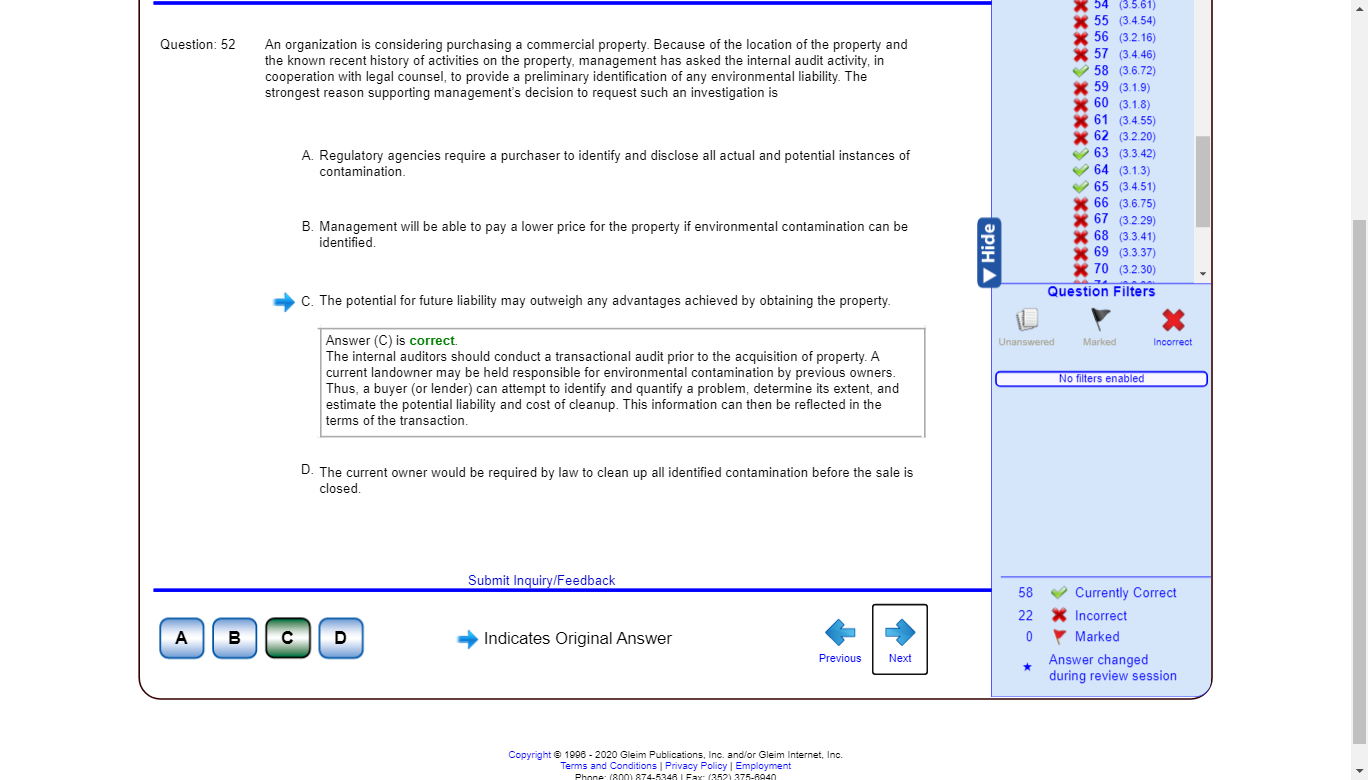 Question: 52
An organization is considering purchasing a commercial property. Because of the location of the property and
the known recent history of activities on the property, management has asked the internal audit activity, in
cooperation with legal counsel, to provide a preliminary identification of any environmental liability. The
strongest reason supporting management's decision to request such an investigation is
A. Regulatory agencies require a purchaser to identify and disclose all actual and potential instances of
contamination.
B. Management will be able to pay a lower price for the property if environmental contamination can be
identified.
C. The potential for future liability may outweigh any advantages achieved by obtaining the property.
Answer (C) is correct.
The internal auditors should conduct a transactional audit prior to the acquisition of property. A
current landowner may be held responsible for environmental contamination by previous owners.
Thus, a buyer (or lender) can attempt to identify and quantify a problem, determine its extent, and
estimate the potential liability and cost of cleanup. This information can then be reflected in the
terms of the transaction.
D. The current owner would be required by law to clean up all identified contamination before the sale is
closed.
Submit Inquiry/Feedback
A B C D
Indicates Original Answer
Previous
Next
54 (3.5.61)
55 (3.4.54)
56 (3.2.16)
57 (3.4.46)
58 (3.6.72)
59 (3.1.9)
60 (3.1.8)
61 (3.4.55)
62 (3.2.20)
63 (3.3.42)
64 (3.1.3)
65 (3.4.51)
66 (3.6.75)
67 (3.2.29)
68 (3.3.41)
69 (3.3.37)
70 (3.2.30)
Hide
Question Filters
Unanswered
Marked
Incorrect
No filters enabled
58 Currently Correct
22 Incorrect
0 Marked
Answer changed
during review session
Copyright © 1996 - 2020 Gleim Publications, Inc. and/or Gleim Internet, Inc.
Terms and Conditions | Privacy Policy | Employment
Phone: (800) 874-5346 | Fax: (352) 375-6940